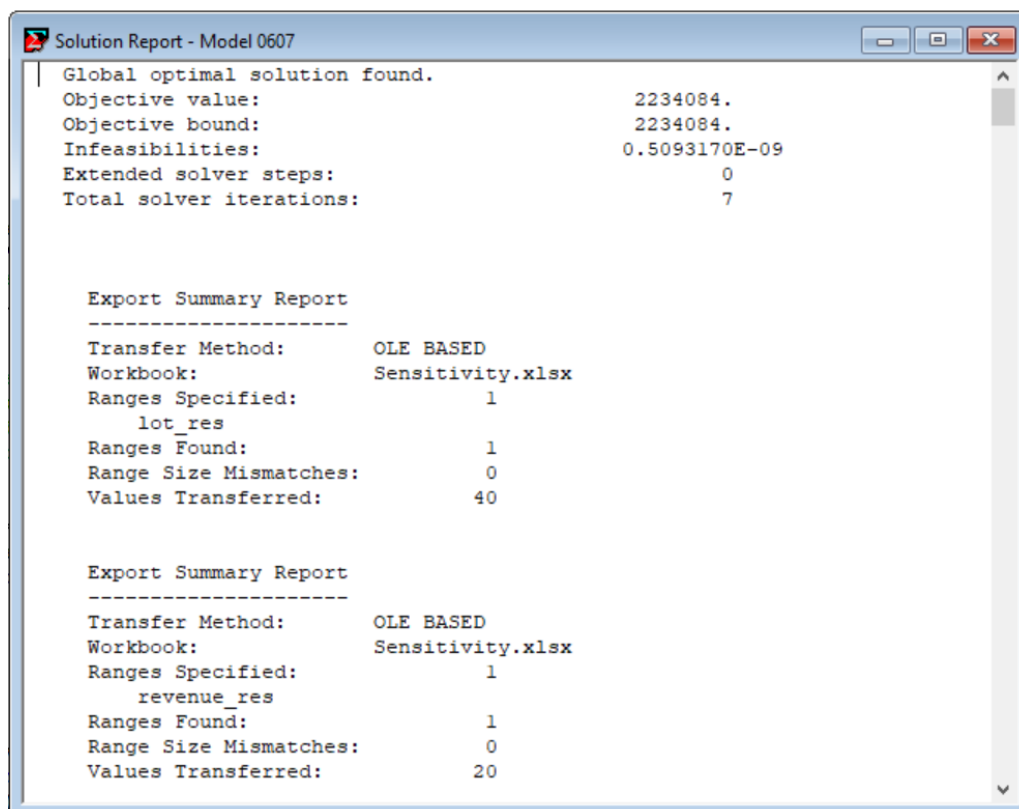 Solution Report - Model 0607
Global optimal solution found.
Objective value: 2234084.
Objective bound: 2234084.
Infeasibilities: 0.5093170E-09
Extended solver steps: 0
Total solver iterations: 7
Export Summary Report
---------------------
Transfer Method: OLE BASED
Workbook: Sensitivity.xlsx
Ranges Specified: 1
lot_res
Ranges Found: 1
Range Size Mismatches: 0
Values Transferred: 40
Export Summary Report
---------------------
Transfer Method: OLE BASED
Workbook: Sensitivity.xlsx
Ranges Specified: 1
revenue_res
Ranges Found: 1
Range Size Mismatches: 0
Values Transferred: 20